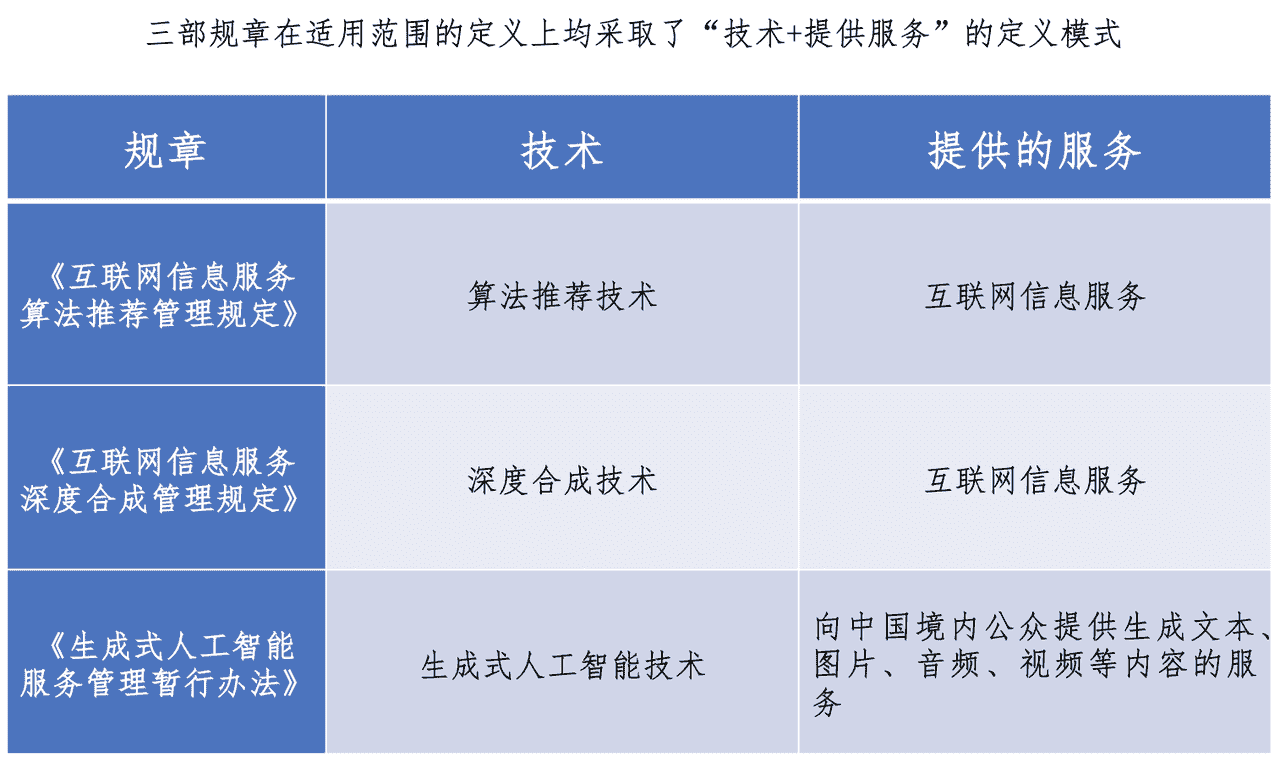 三部规章在适用范围的定义上均采取了“技术+提供服务”的定义模式
规章
技术
提供的服务
《互联网信息服务
算法推荐管理规定》
算法推荐技术
互联网信息服务
《互联网信息服务
深度合成管理规定》
深度合成技术
互联网信息服务
《生成式人工智能
服务管理暂行办法》
生成式人工智能技术
向中国境内公众提供生成文本、
图片、音频、视频等内容的服
务